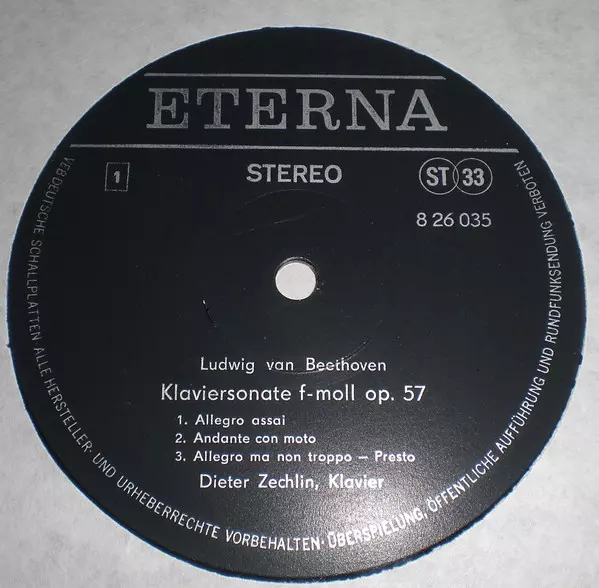 ETERNA
1
STEREO
ST 33
8 26 035
Ludwig van Beethoven
Klaviersonate f-moll op. 57
1. Allegro assai
2. Andante con moto
3. Allegro ma non troppo – Presto
Dieter Zechlin, Klavier
VEB DEUTSCHE SCHALLPLATTEN ALLE HERSTELLER- UND URHEBERRECHTE VORBEHALTEN· ÜBERSPIELUNG, ÖFFENTLICHE AUFFÜHRUNG UND RUNDFUNKSENDUNG VERBOTEN